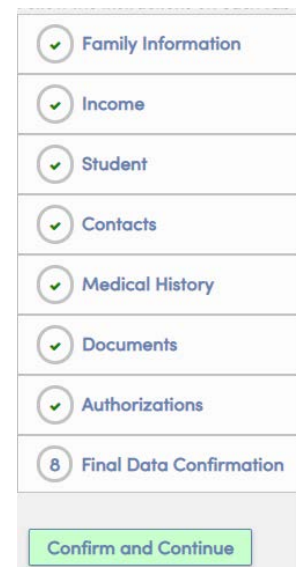 Family Information
Income
Student
Contacts
Medical History
Documents
Authorizations
8 Final Data Confirmation
Confirm and Continue